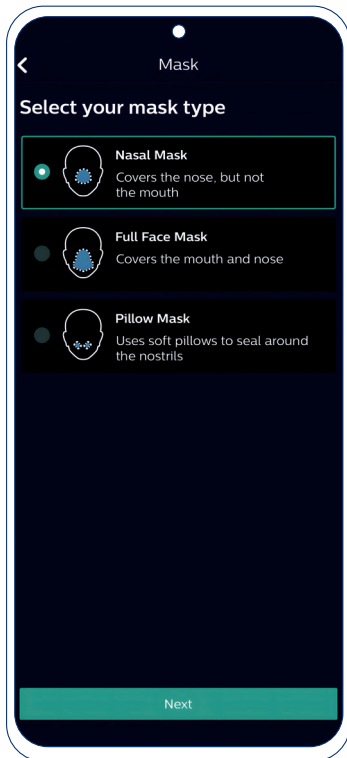 Mask
Select your mask type
Nasal Mask
Covers the nose, but not
the mouth
Full Face Mask
Covers the mouth and nose
Pillow Mask
Uses soft pillows to seal around
the nostrils
Next